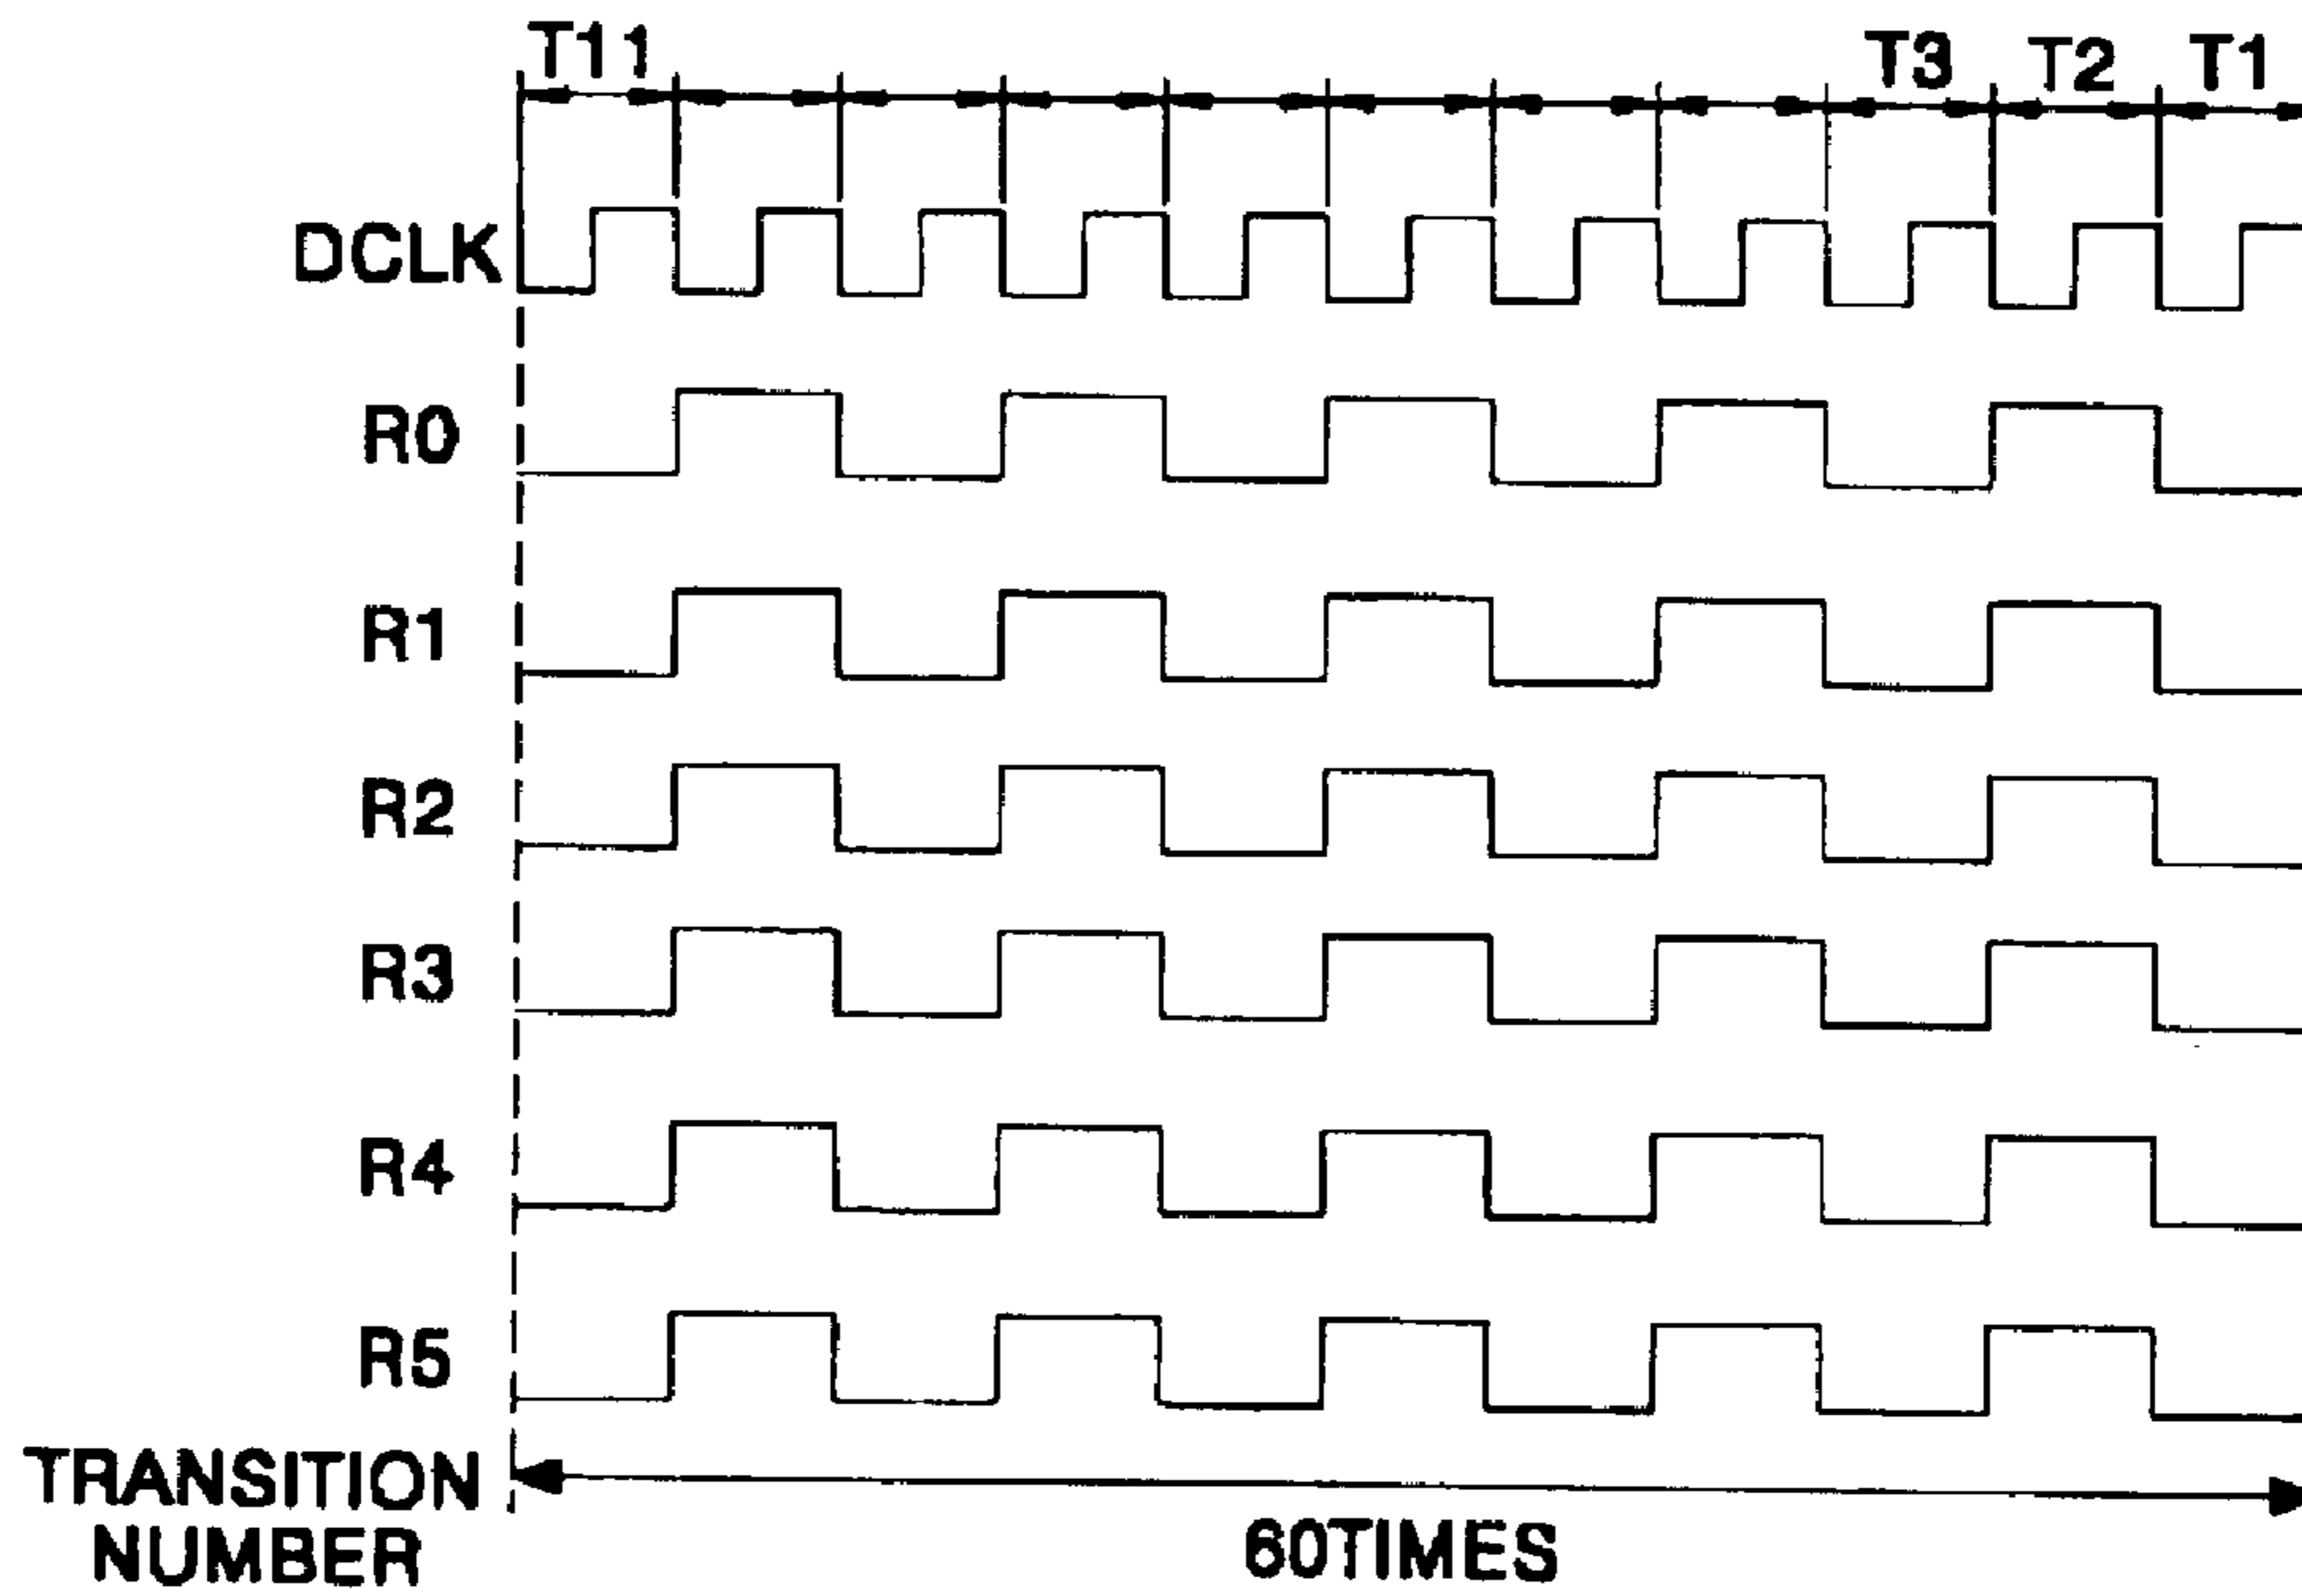 T11 T3 T2 T1
DCLK
R0
R1
R2
R3
R4
R5
TRANSITION
NUMBER
60TIMES